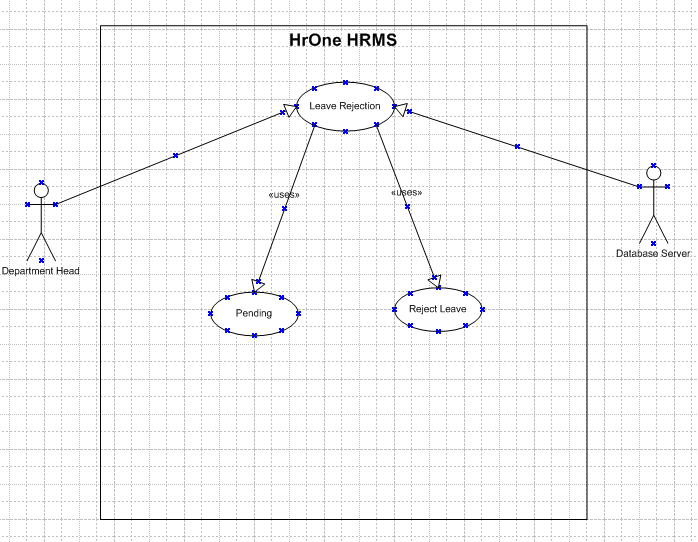 HrOne HRMS
Leave Rejection
«uses»
«uses»
Department Head
Database Server
Pending
Reject Leave